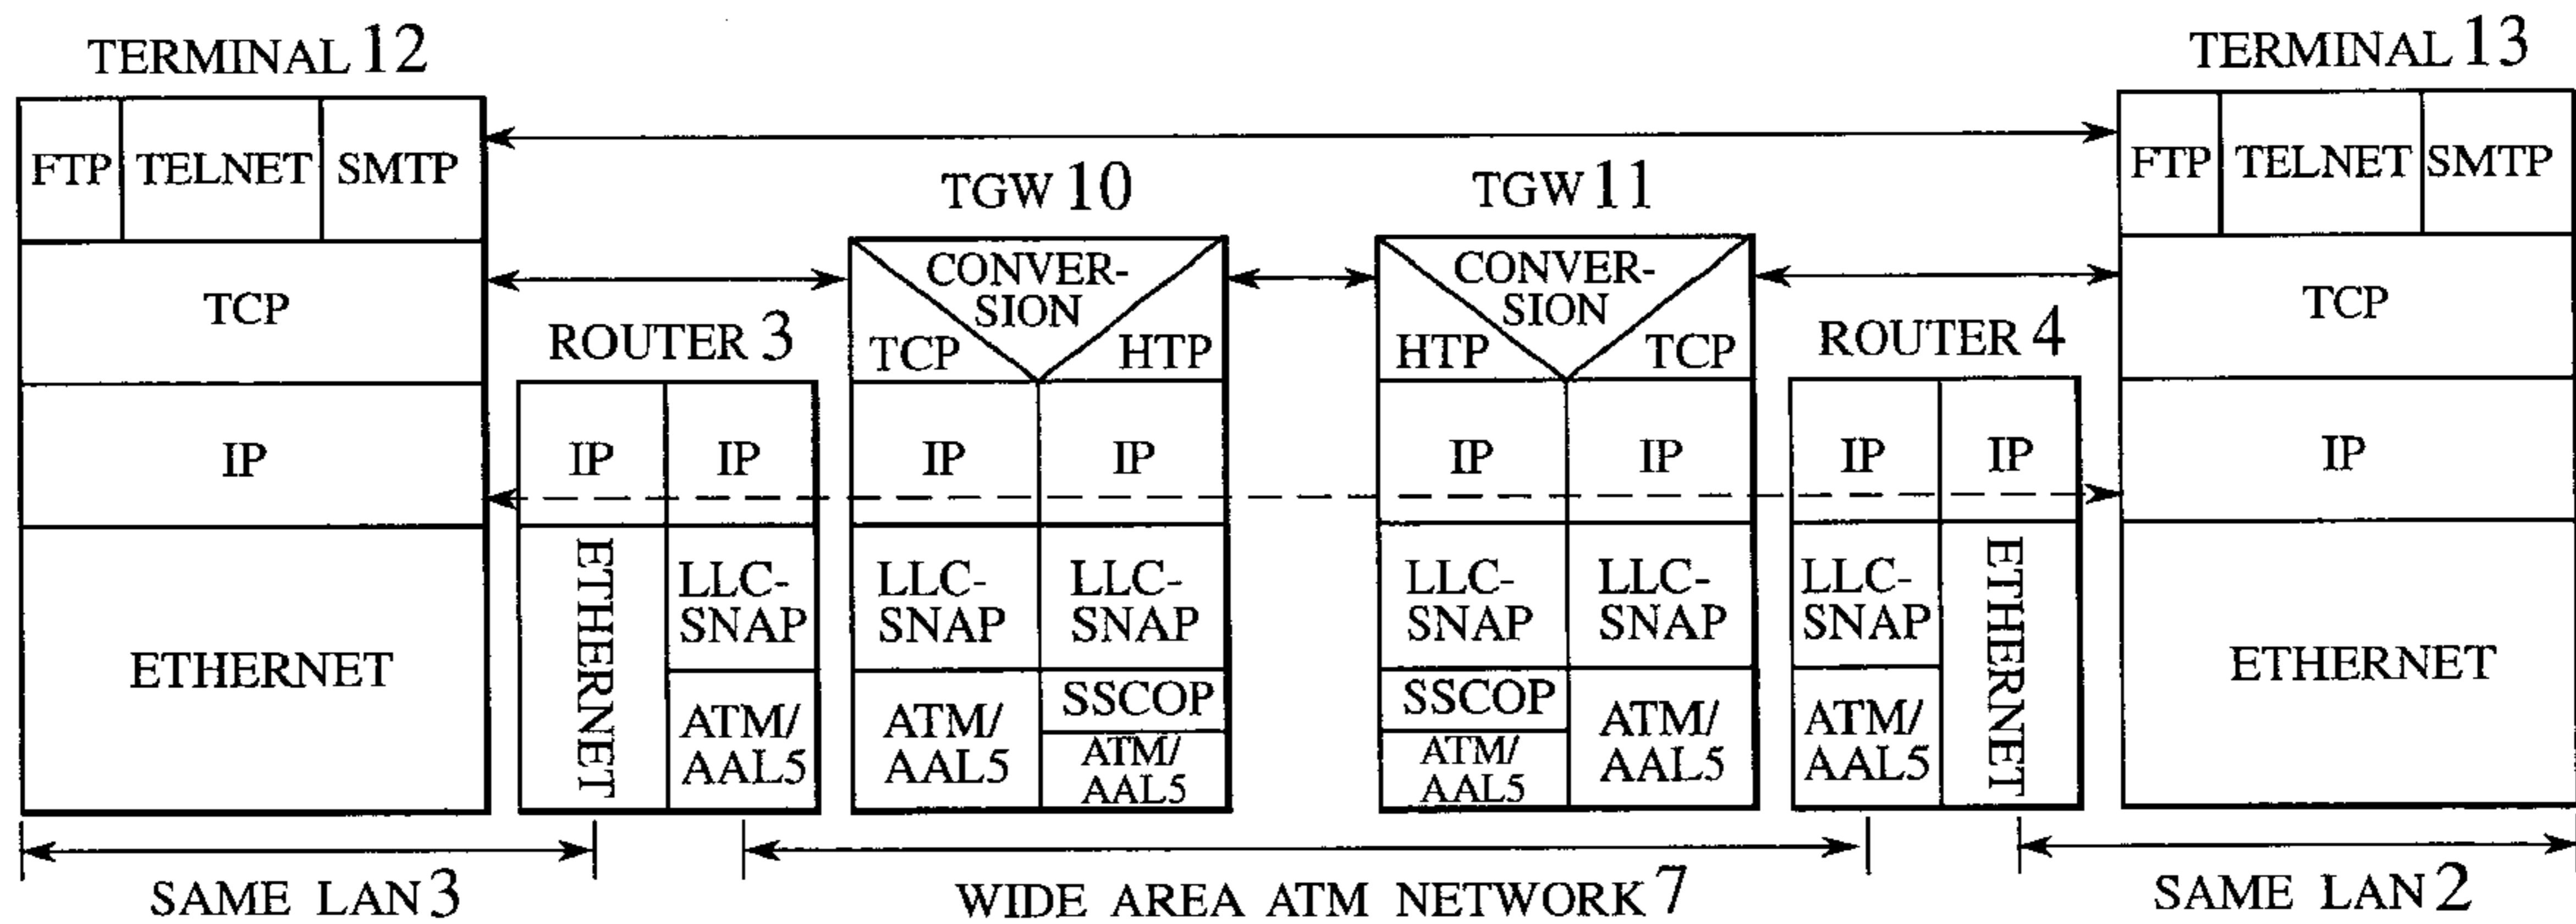 TERMINAL 12
TERMINAL 13
FTP TELNET SMTP
TGW 10
TGW 11
FTP TELNET SMTP
TCP
ROUTER 3
CONVER-
SION
TCP HTP
CONVER-
SION
HTP TCP
ROUTER 4
TCP
IP
IP IP
IP IP
IP IP
IP IP
IP
ETHERNET
ETHERNET
LLC-
SNAP
ATM/
AAL5
LLC-
SNAP
ATM/
AAL5
LLC-
SNAP
SSCOP
ATM/
AAL5
LLC-
SNAP
SSCOP
ATM/
AAL5
LLC-
SNAP
ATM/
AAL5
LLC-
SNAP
ATM/
AAL5
ETHERNET
ETHERNET
SAME LAN 3
WIDE AREA ATM NETWORK 7
SAME LAN 2